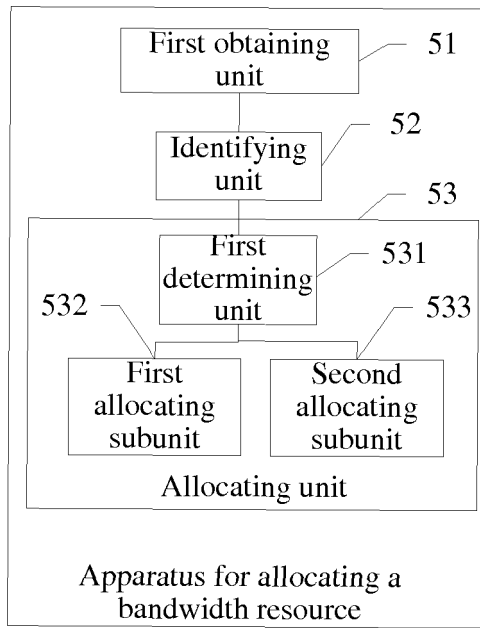 First obtaining
unit
51
Identifying
unit
52
53
First
determining
unit
531
532
533
First
allocating
subunit
Second
allocating
subunit
Allocating unit
Apparatus for allocating a
bandwidth resource